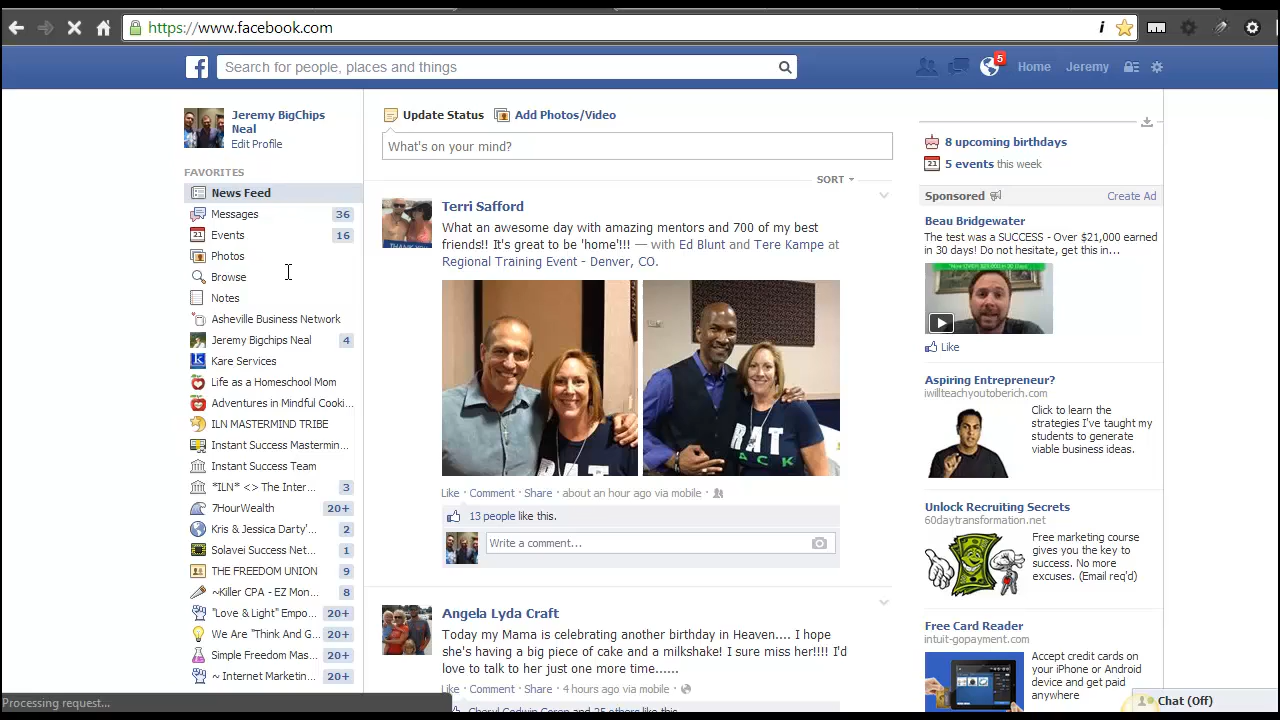 https://www.facebook.com
i
f
Search for people, places and things
5
Home
Jeremy
Jeremy BigChips
Neal
Edit Profile
FAVORITES
News Feed
Messages 36
Events 16
Photos
Browse
Notes
Asheville Business Network
Jeremy Bigchips Neal 4
Kare Services
Life as a Homeschool Mom
Adventures in Mindful Cooki...
ILN MASTERMIND TRIBE
Instant Success Mastermin...
Instant Success Team
*ILN* <> The Inter... 3
7HourWealth 20+
Kris & Jessica Darty'... 2
Solavei Success Net... 1
THE FREEDOM UNION 9
~Killer CPA - EZ Mon... 8
"Love & Light" Empo... 20+
We Are "Think And G... 20+
Simple Freedom Mas... 20+
~ Internet Marketi... 20+
Processing request...
Update Status
Add Photos/Video
What's on your mind?
SORT
Terri Safford
What an awesome day with amazing mentors and 700 of my best
friends!! It's great to be 'home'!!! — with Ed Blunt and Tere Kampe at
Regional Training Event - Denver, CO.
RAT
RAT
ACK
Like · Comment · Share · about an hour ago via mobile ·
13 people like this.
Write a comment...
Angela Lyda Craft
Today my Mama is celebrating another birthday in Heaven.... I hope
she's having a big piece of cake and a milkshake! I sure miss her!!!! I'd
love to talk to her just one more time......
Like · Comment · Share · 4 hours ago via mobile ·
Cheryl Godwin Coren and 25 others like this.
8 upcoming birthdays
21
5 events this week
Sponsored
Create Ad
Beau Bridgewater
The test was a SUCCESS - Over $21,000 earned
in 30 days! Do not hesitate, get this in...
Like
Aspiring Entrepreneur?
iwillteachyoutoberich.com
Click to learn the
strategies I've taught my
students to generate
viable business ideas.
Unlock Recruiting Secrets
60daytransformation.net
Free marketing course
gives you the key to
success. No more
excuses. (Email req'd)
Free Card Reader
intuit-gopayment.com
Accept credit cards on
your iPhone or Android
device and get paid
anywhere
Chat (Off)